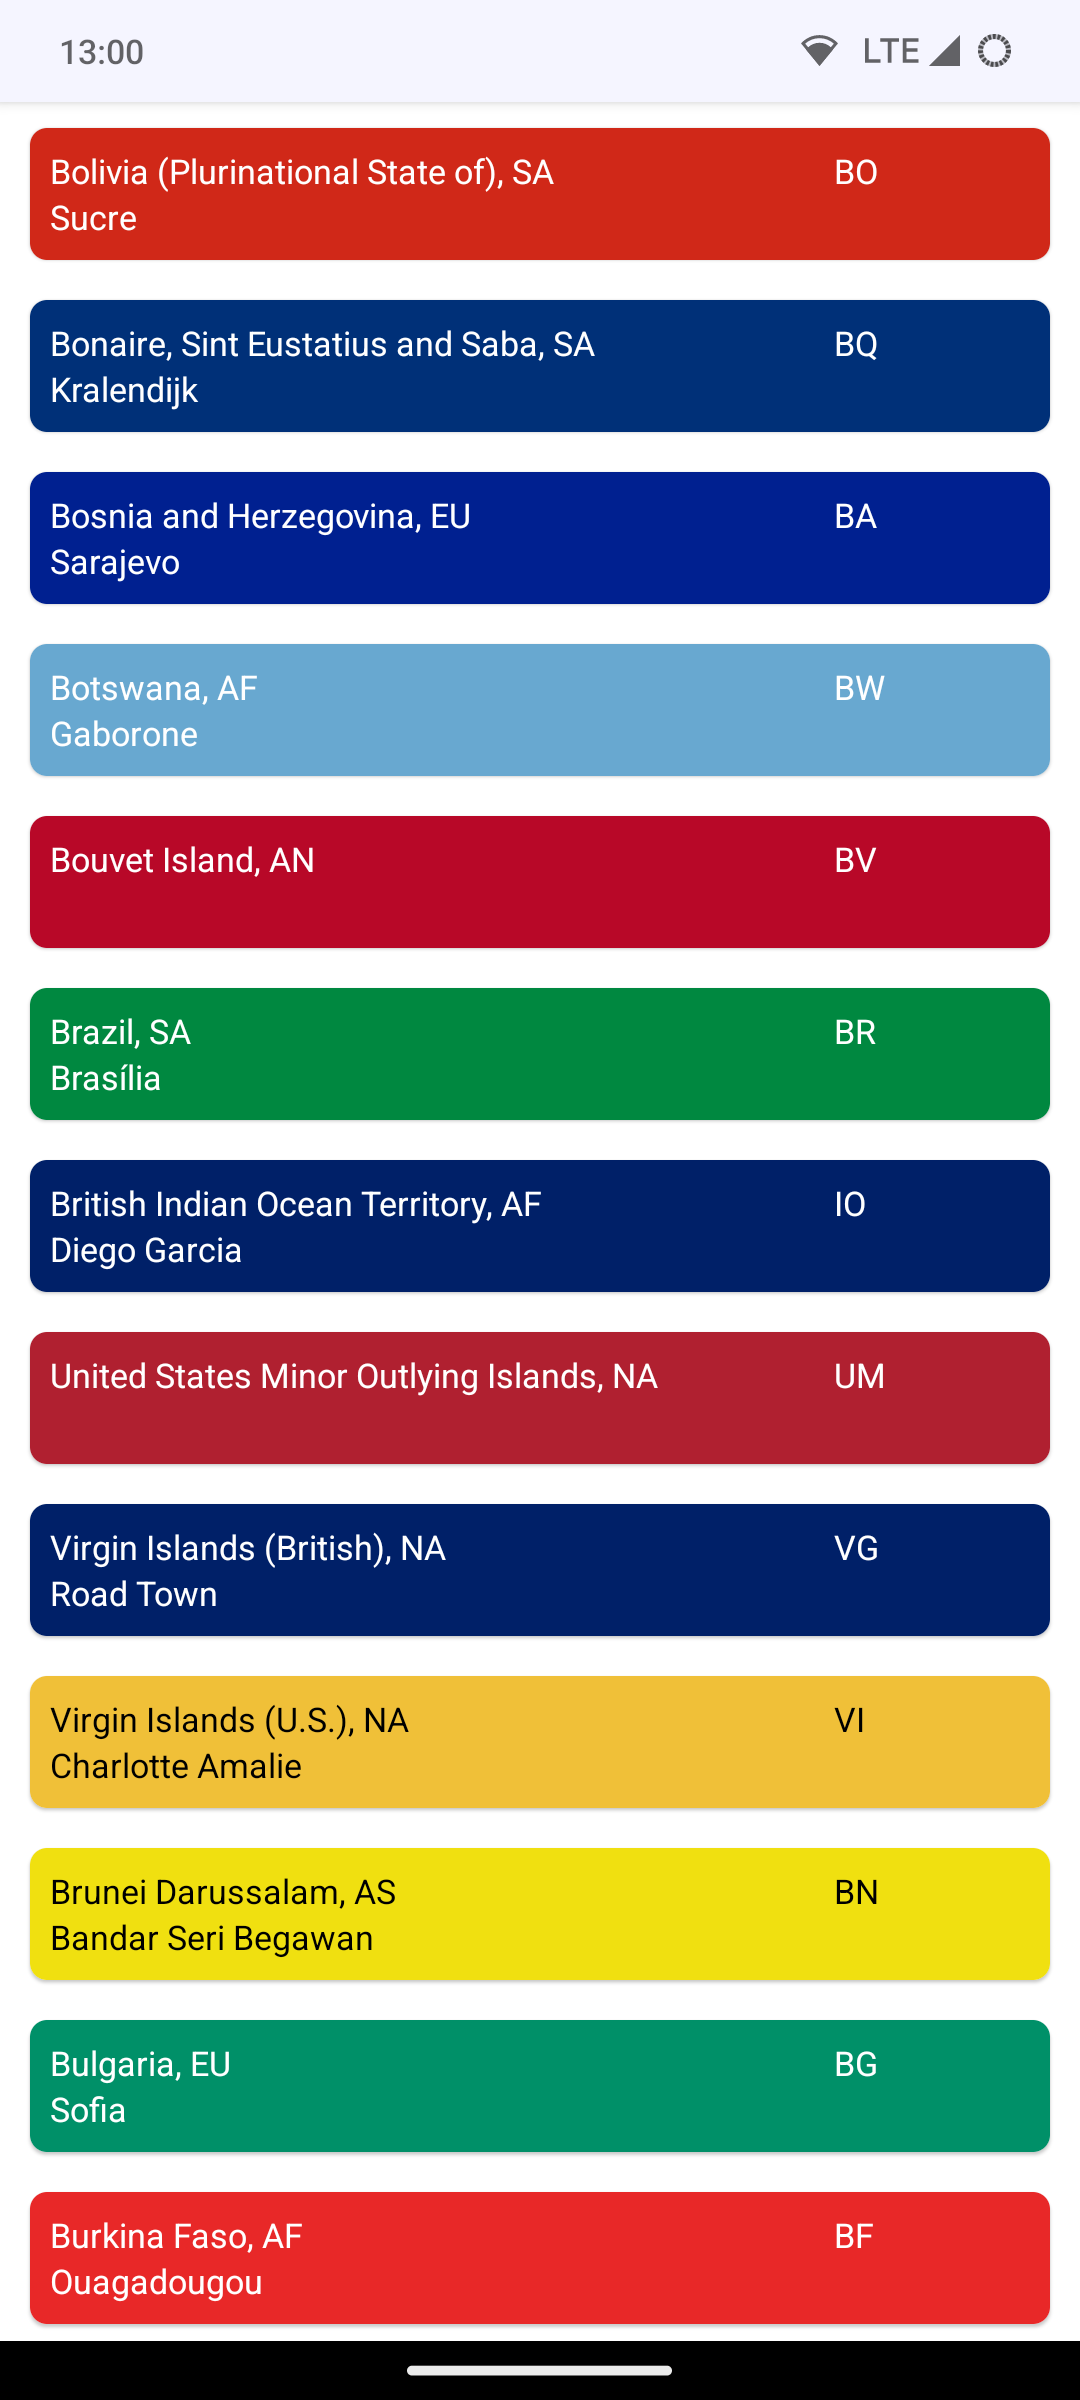 13:00 LTE
Bolivia (Plurinational State of), SA BO
Sucre
Bonaire, Sint Eustatius and Saba, SA BQ
Kralendijk
Bosnia and Herzegovina, EU BA
Sarajevo
Botswana, AF BW
Gaborone
Bouvet Island, AN BV
Brazil, SA BR
Brasília
British Indian Ocean Territory, AF IO
Diego Garcia
United States Minor Outlying Islands, NA UM
Virgin Islands (British), NA VG
Road Town
Virgin Islands (U.S.), NA VI
Charlotte Amalie
Brunei Darussalam, AS BN
Bandar Seri Begawan
Bulgaria, EU BG
Sofia
Burkina Faso, AF BF
Ouagadougou